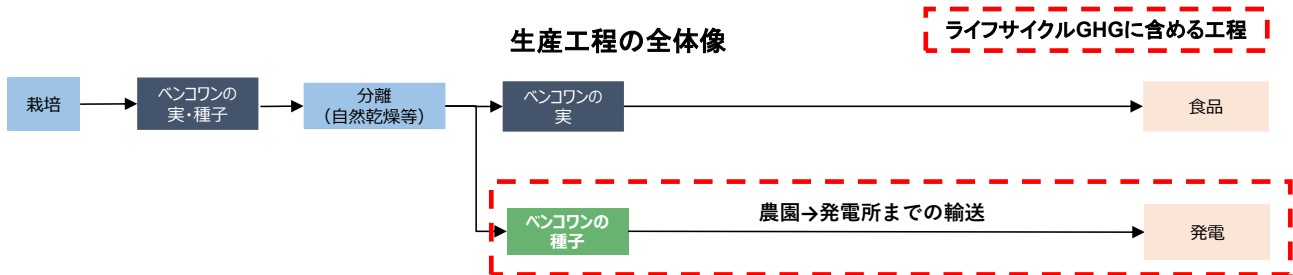 ライフサイクルGHGに含める工程
生産工程の全体像
栽培
ベンコワンの
実・種子
分離
（自然乾燥等）
ベンコワンの
実
食品
ベンコワンの
種子
農園→発電所までの輸送
発電